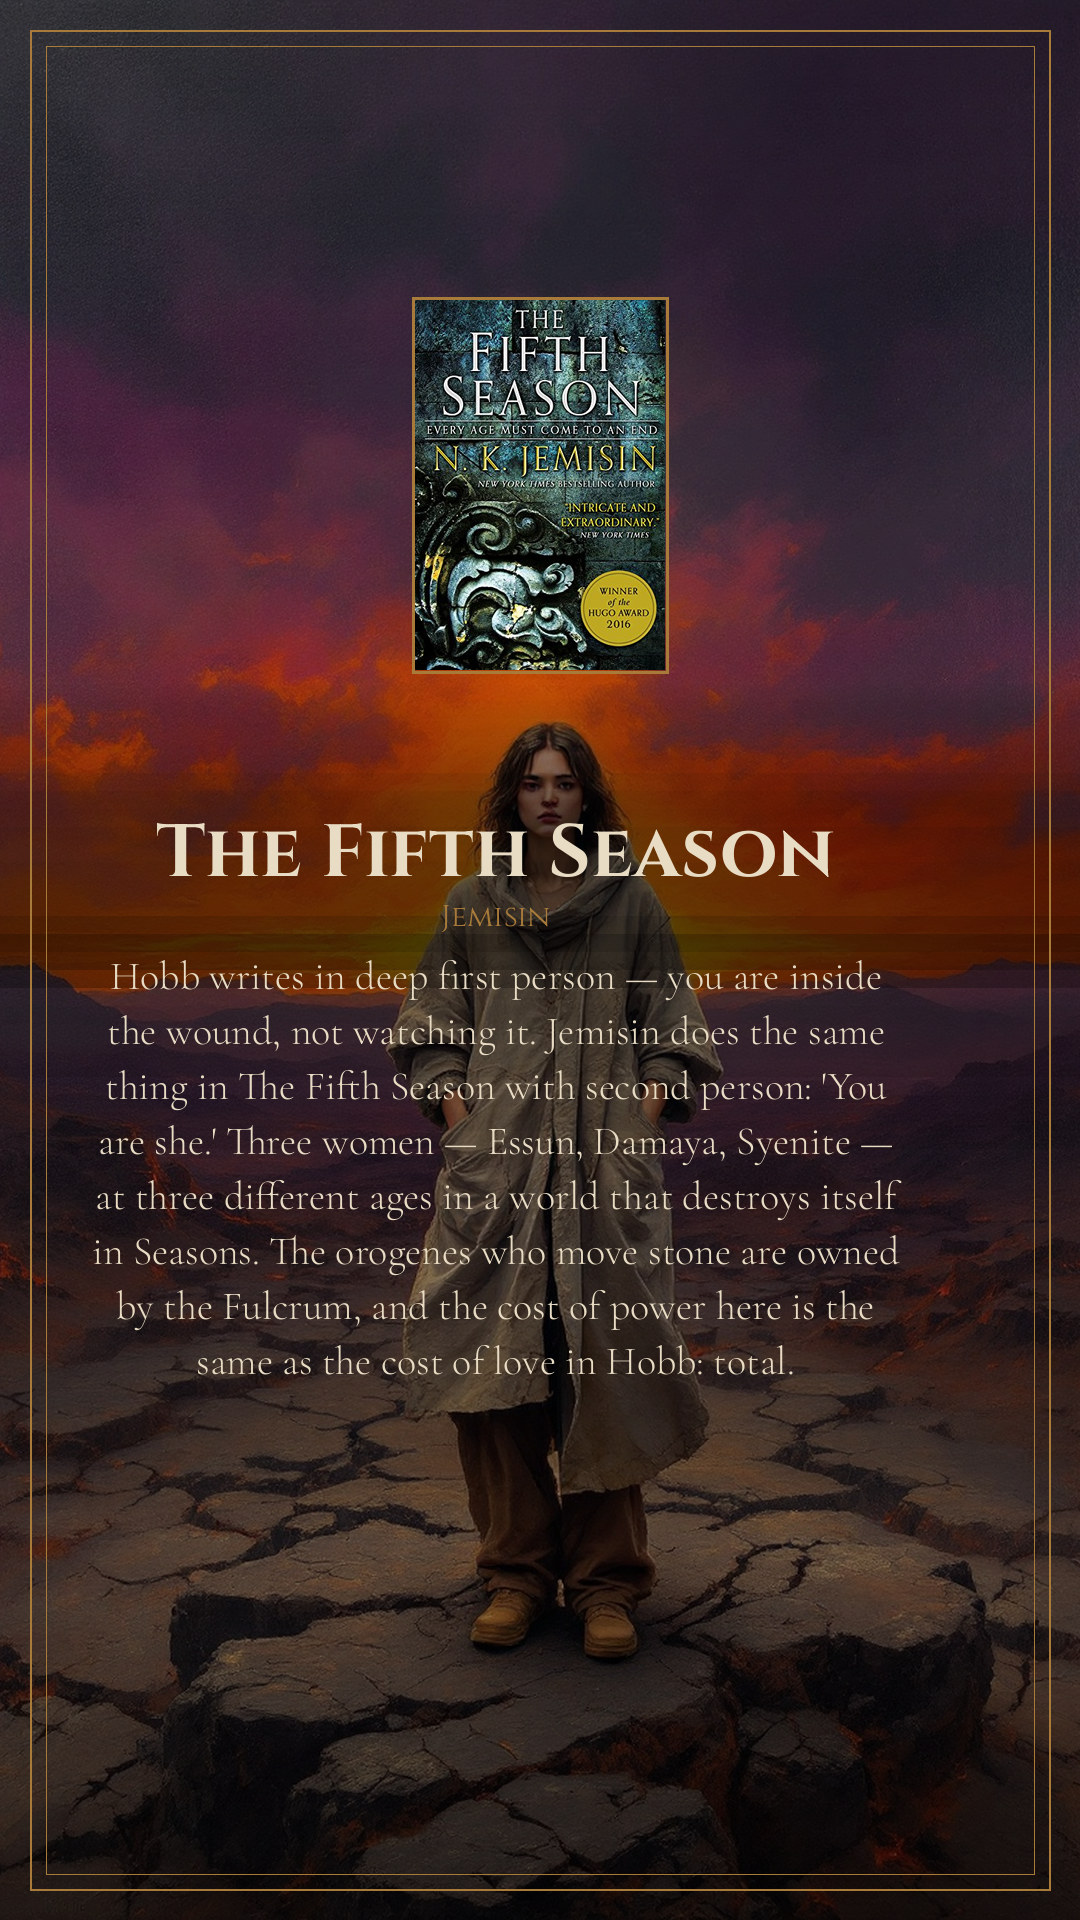 THE
FIFTH
SEASON
EVERY AGE MUST COME TO AN END
N. K. JEMISIN
NEW YORK TIMES BESTSELLING AUTHOR
"INTRICATE AND
EXTRAORDINARY."
-NEW YORK TIMES
WINNER
of the
HUGO AWARD
2016
THE FIFTH SEASON
JEMISIN
Hobb writes in deep first person — you are inside
the wound, not watching it. Jemisin does the same
thing in The Fifth Season with second person: 'You
are she.' Three women — Essun, Damaya, Syenite —
at three different ages in a world that destroys itself
in Seasons. The orogenes who move stone are owned
by the Fulcrum, and the cost of power here is the
same as the cost of love in Hobb: total.